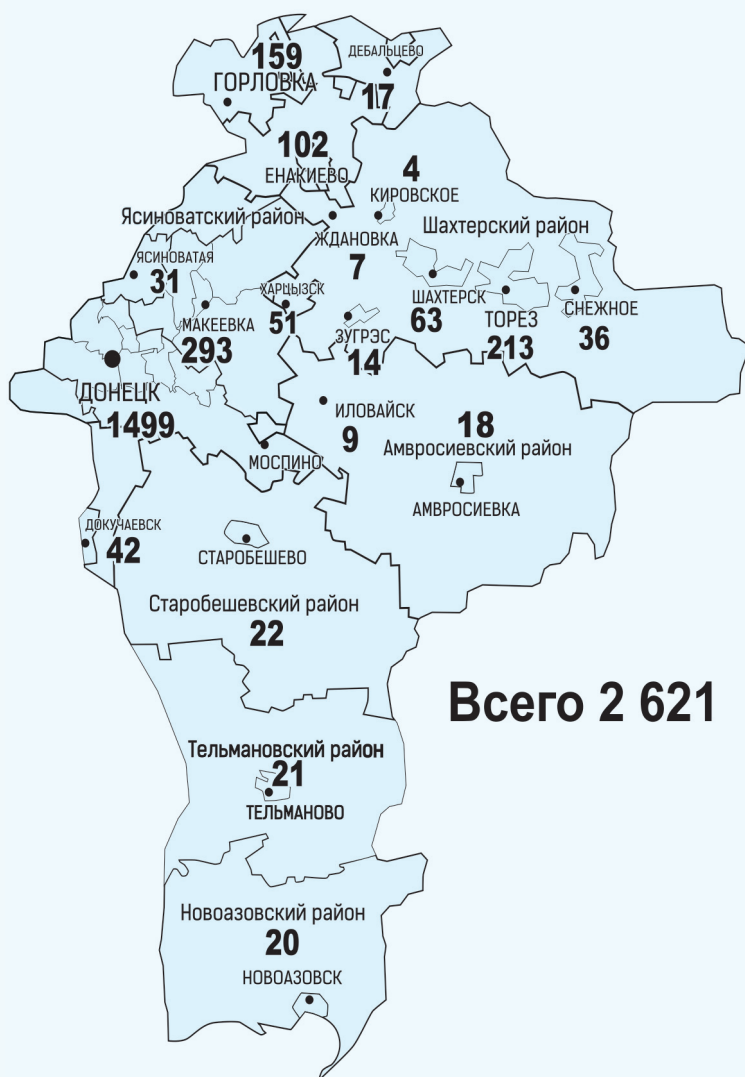 159
ГОРЛОВКА
ДЕБАЛЬЦЕВО
17
102
ЕНАКИЕВО
4
КИРОВСКОЕ
Ясиноватский район
ЖДАНОВКА
7
Шахтерский район
ЯСИНОВАТАЯ
31
ХАРЦЫЗСК
51
МАКЕЕВКА
293
ШАХТЕРСК
63
ТОРЕЗ
213
СНЕЖНОЕ
36
ЗУГРЭС
14
ДОНЕЦК
1499
ИЛОВАЙСК
9
18
Амвросиевский район
МОСПИНО
АМВРОСИЕВКА
ДОКУЧАЕВСК
42
СТАРОБЕШЕВО
Старобешевский район
22
Всего 2 621
Тельмановский район
21
ТЕЛЬМАНОВО
Новоазовский район
20
НОВОАЗОВСК